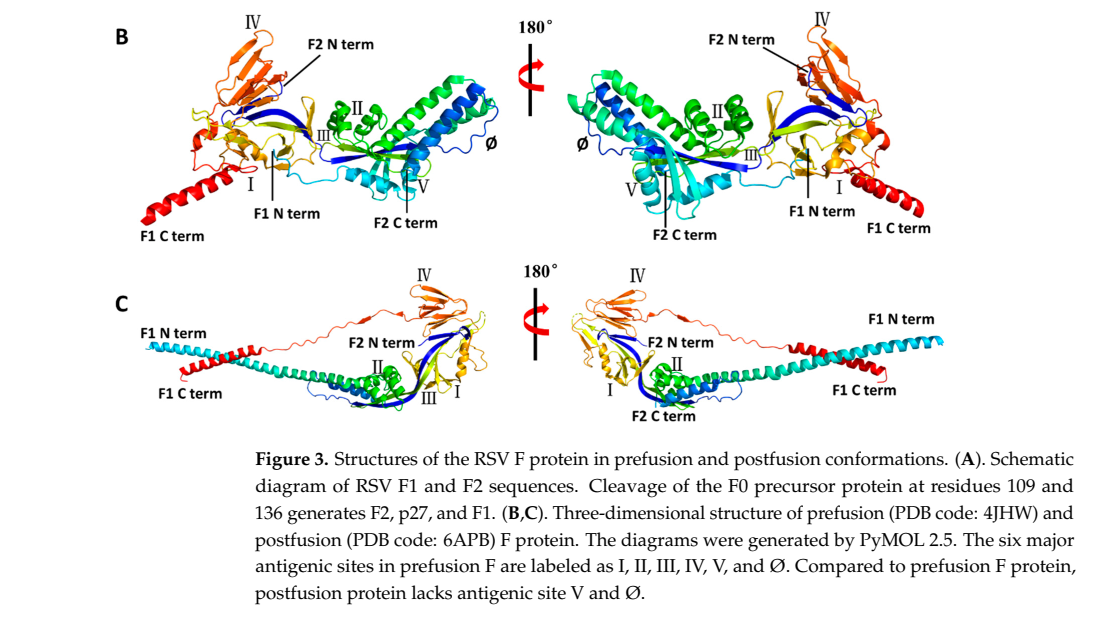 B
IV
F2 N term
II
III
Ø
I
V
F1 N term
F2 C term
F1 C term
180°
IV
F2 N term
II
Ø
III
V
I
F1 N term
F2 C term
F1 C term
C
IV
F1 N term
F2 N term
II
F1 C term
III
I
180°
IV
F1 N term
F2 N term
II
I
F1 C term
F2 C term
Figure 3. Structures of the RSV F protein in prefusion and postfusion conformations. (A). Schematic
diagram of RSV F1 and F2 sequences. Cleavage of the F0 precursor protein at residues 109 and
136 generates F2, p27, and F1. (B,C). Three-dimensional structure of prefusion (PDB code: 4JHW) and
postfusion (PDB code: 6APB) F protein. The diagrams were generated by PyMOL 2.5. The six major
antigenic sites in prefusion F are labeled as I, II, III, IV, V, and Ø. Compared to prefusion F protein,
postfusion protein lacks antigenic site V and Ø.